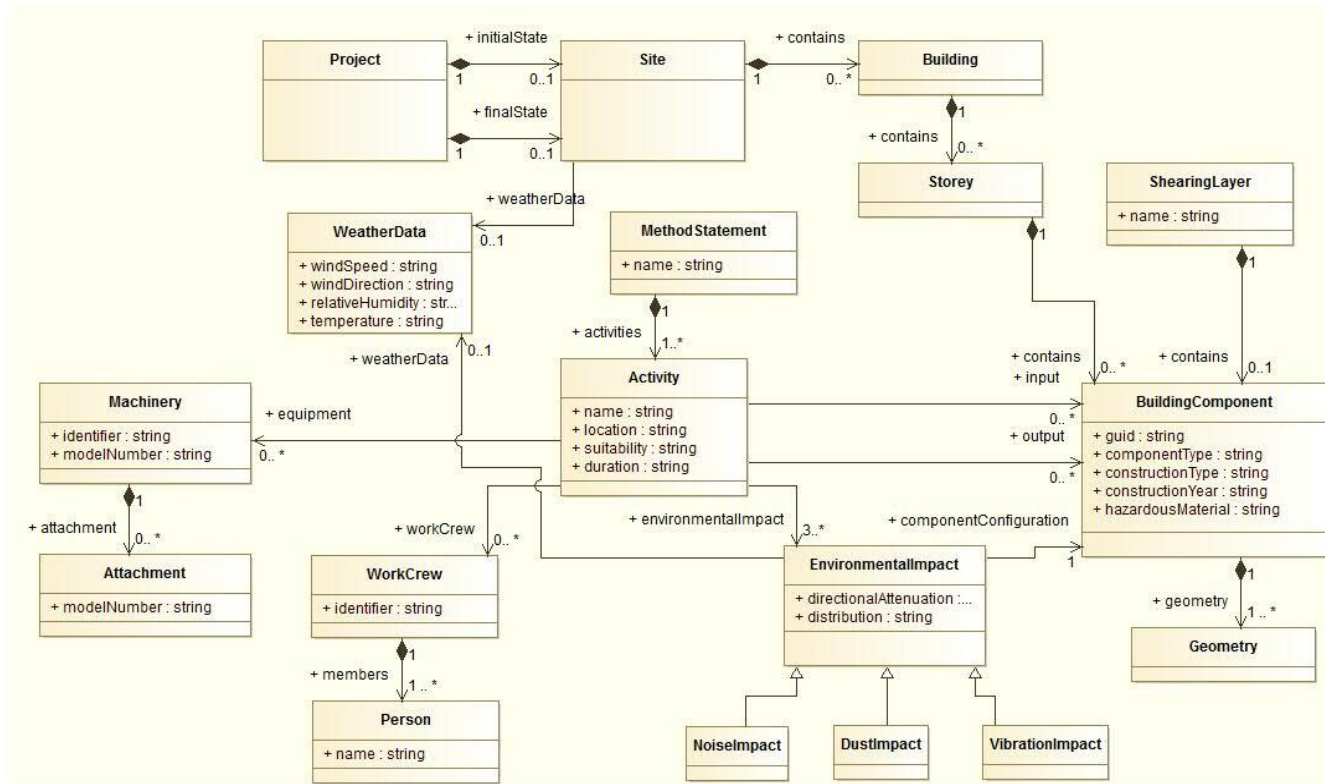 + initialState
+ contains
Project
Site
Building
1
0..1
1
0.. *
+ finalState
1
+ contains
1
0..1
0.. *
Storey
ShearingLayer
+ name : string
+ weatherData
0..1
WeatherData
+ windSpeed : string
+ windDirection : string
+ relativeHumidity : str...
+ temperature : string
MethodStatement
+ name : string
1
1
1
+ activities
1..*
0..1
+ weatherData
+ contains
0.. *
+ input
+ contains
0..1
Machinery
+ identifier : string
+ modelNumber : string
+ equipment
0.. *
Activity
+ name : string
+ location : string
+ suitability : string
+ duration : string
0.. *
+ output
0.. *
BuildingComponent
+ guid : string
+ componentType : string
+ constructionType : string
+ constructionYear : string
+ hazardousMaterial : string
1
+ attachment
0.. *
+ workCrew
0.. *
+ environmentalImpact
3..*
+ componentConfiguration
1
Attachment
+ modelNumber : string
WorkCrew
+ identifier : string
EnvironmentalImpact
+ directionalAttenuation :...
+ distribution : string
1
+ geometry
1 .. *
Geometry
1
+ members
1 .. *
Person
+ name : string
NoiseImpact
DustImpact
VibrationImpact